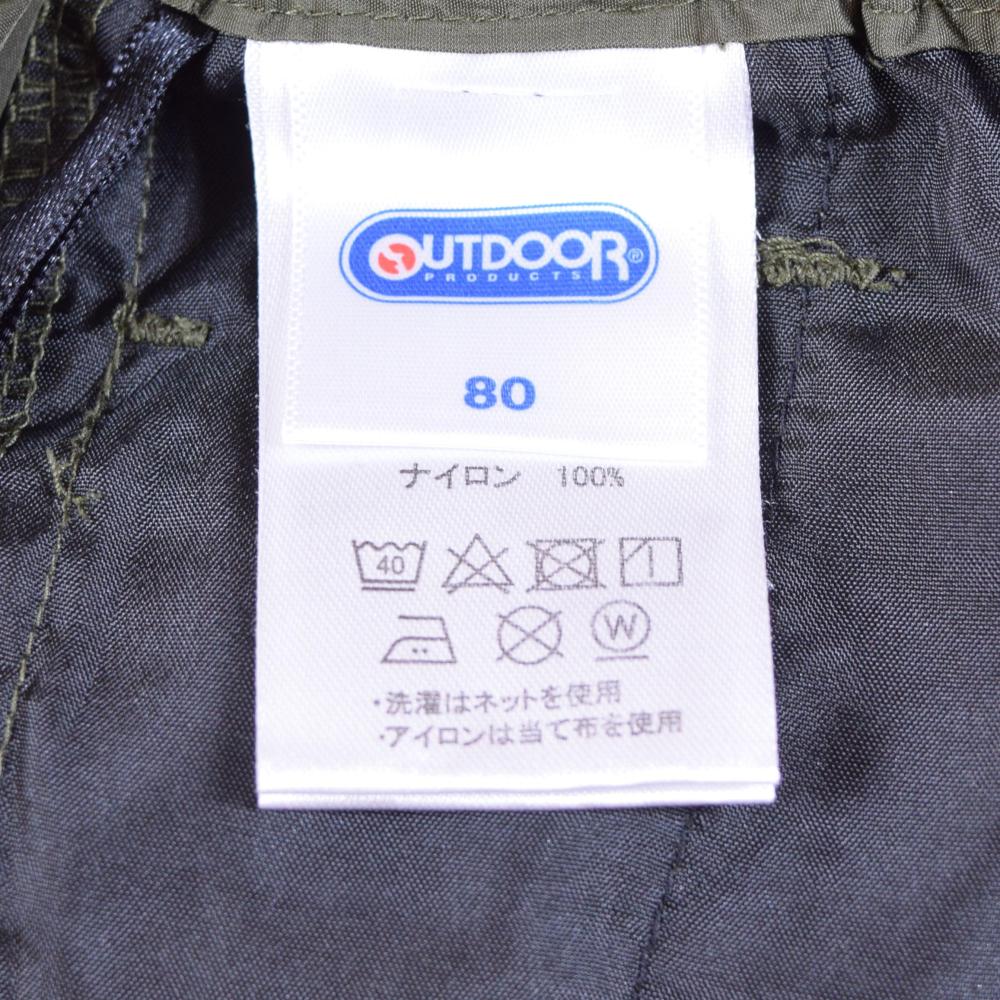 OUTDOOR®
PRODUCTS
80
ナイロン 100%
40
W
・洗濯はネットを使用
・アイロンは当て布を使用